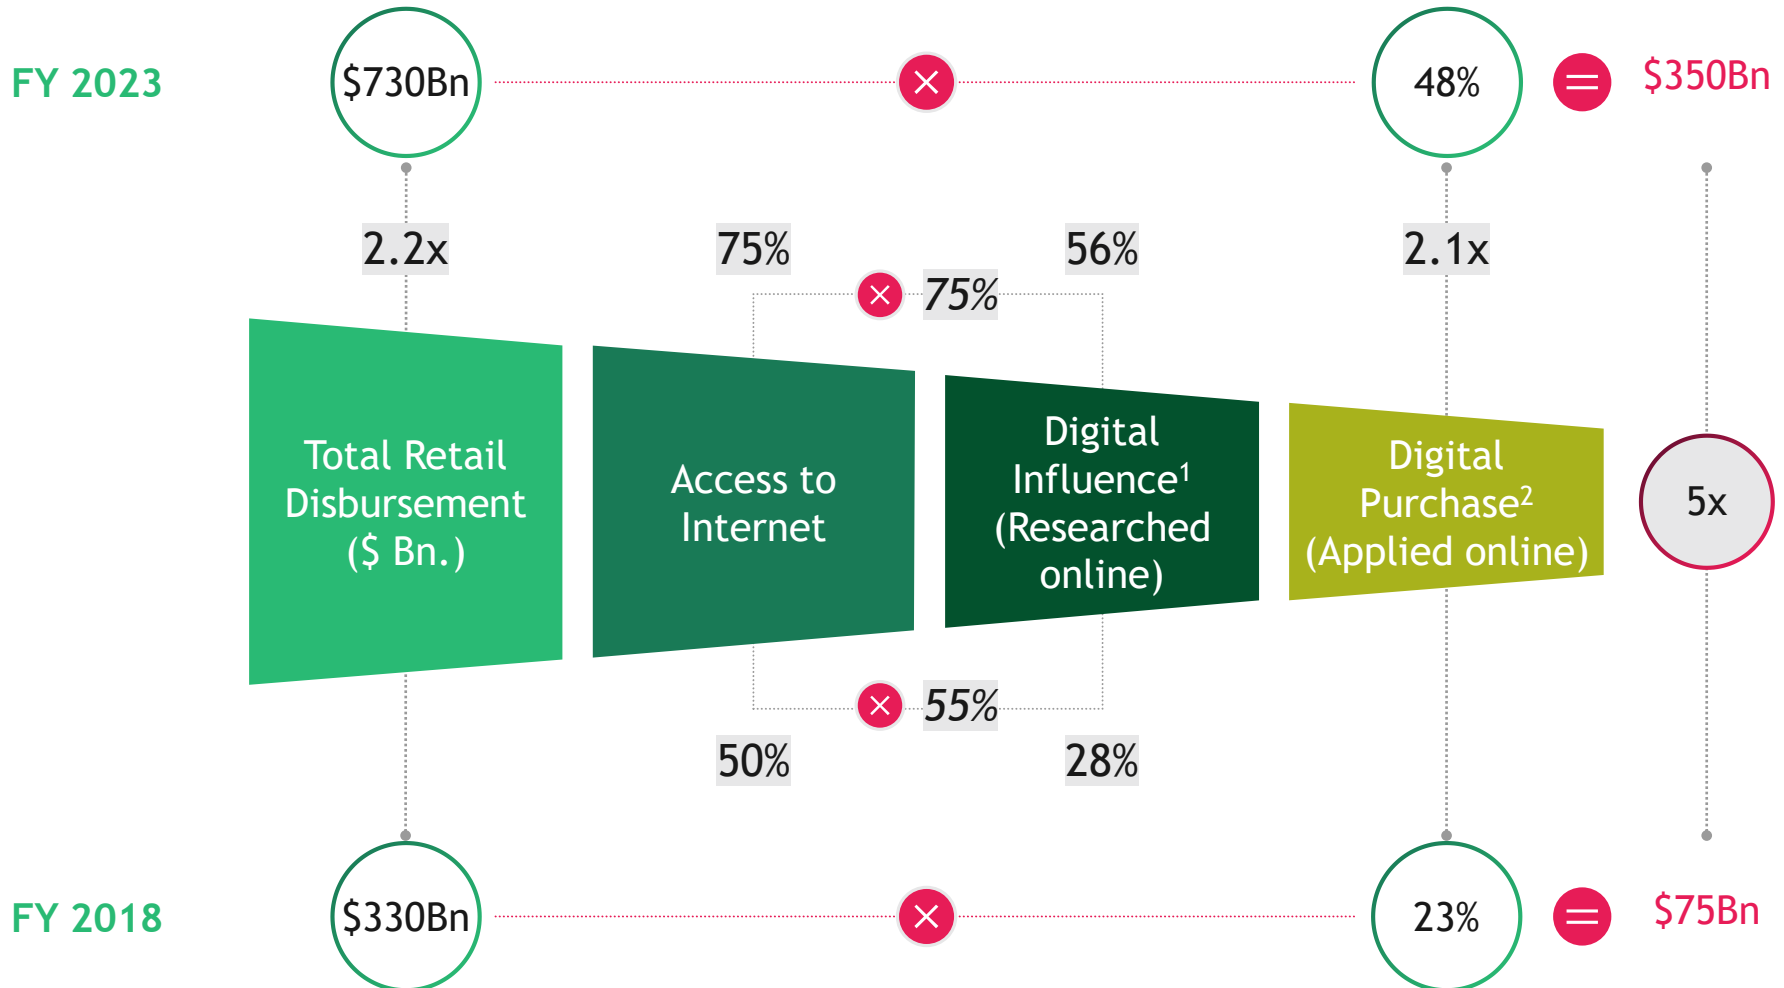 FY 2023
$730Bn
48%
$350Bn
2.2x
75%
56%
2.1x
75%
Total Retail
Disbursement
($ Bn.)
Access to
Internet
Digital
Influence¹
(Researched
online)
Digital
Purchase²
(Applied online)
5x
55%
50%
28%
FY 2018
$330Bn
23%
$75Bn